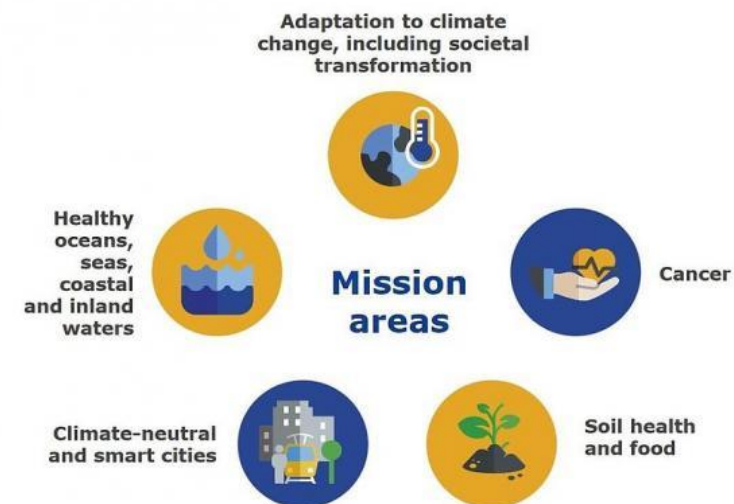 Adaptation to climate
change, including societal
transformation
Healthy
oceans,
seas,
coastal
and inland
waters
Mission
areas
Cancer
Climate-neutral
and smart cities
Soil health
and food